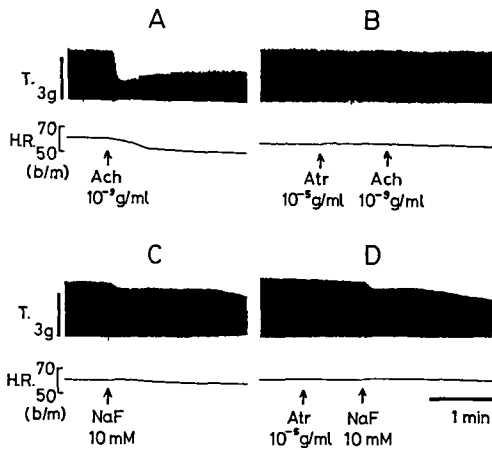 A
B
T.
3g
H.R.
70
50
(b/m)
Ach
10⁻⁹g/ml
Atr
10⁻⁵g/ml
Ach
10⁻⁹g/ml
C
D
T.
3g
H.R.
70
50
(b/m)
NaF
10 mM
Atr
10⁻⁵g/ml
NaF
10 mM
1 min